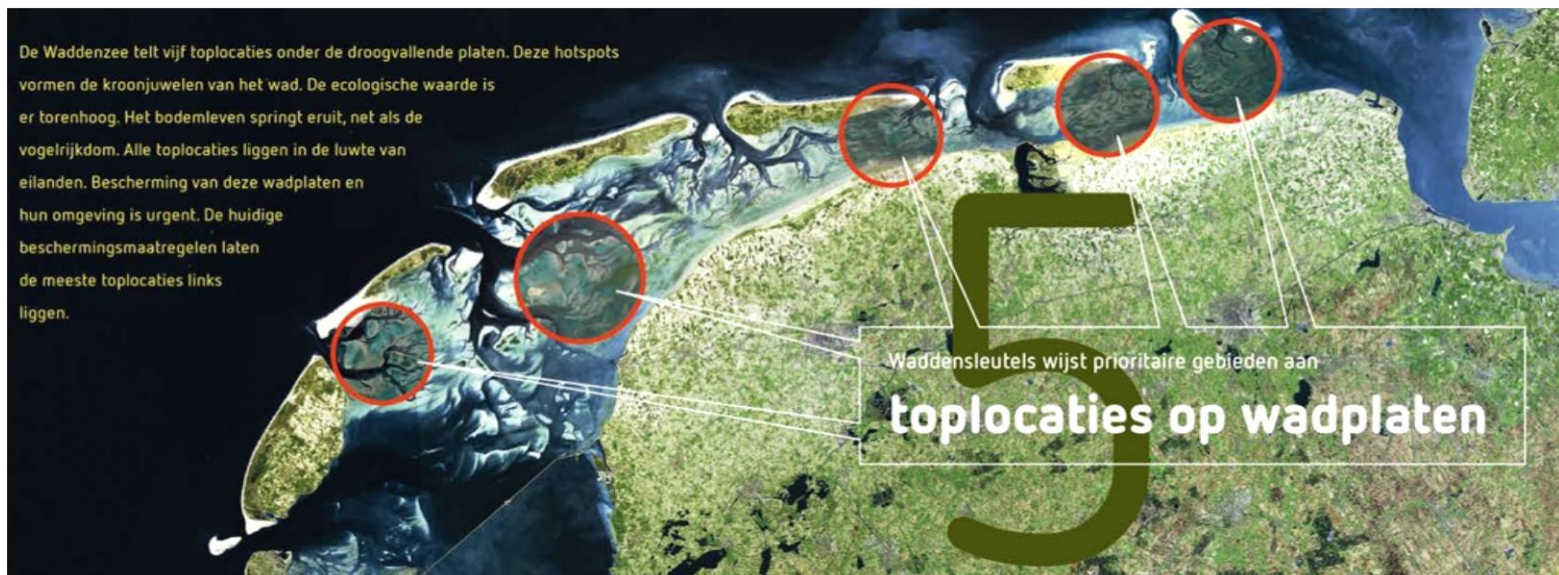 De Waddenzee telt vijf toplocaties onder de droogvallende platen. Deze hotspots
vormen de kroonjuwelen van het wad. De ecologische waarde is
er torenhoog. Het bodemleven springt eruit, net als de
vogelrijkdom. Alle toplocaties liggen in de luwte van
eilanden. Bescherming van deze wadplaten en
hun omgeving is urgent. De huidige
beschermingsmaatregelen laten
de meeste toplocaties links
liggen.
5
Waddensleutels wijst prioritaire gebieden aan
toplocaties op wadplaten